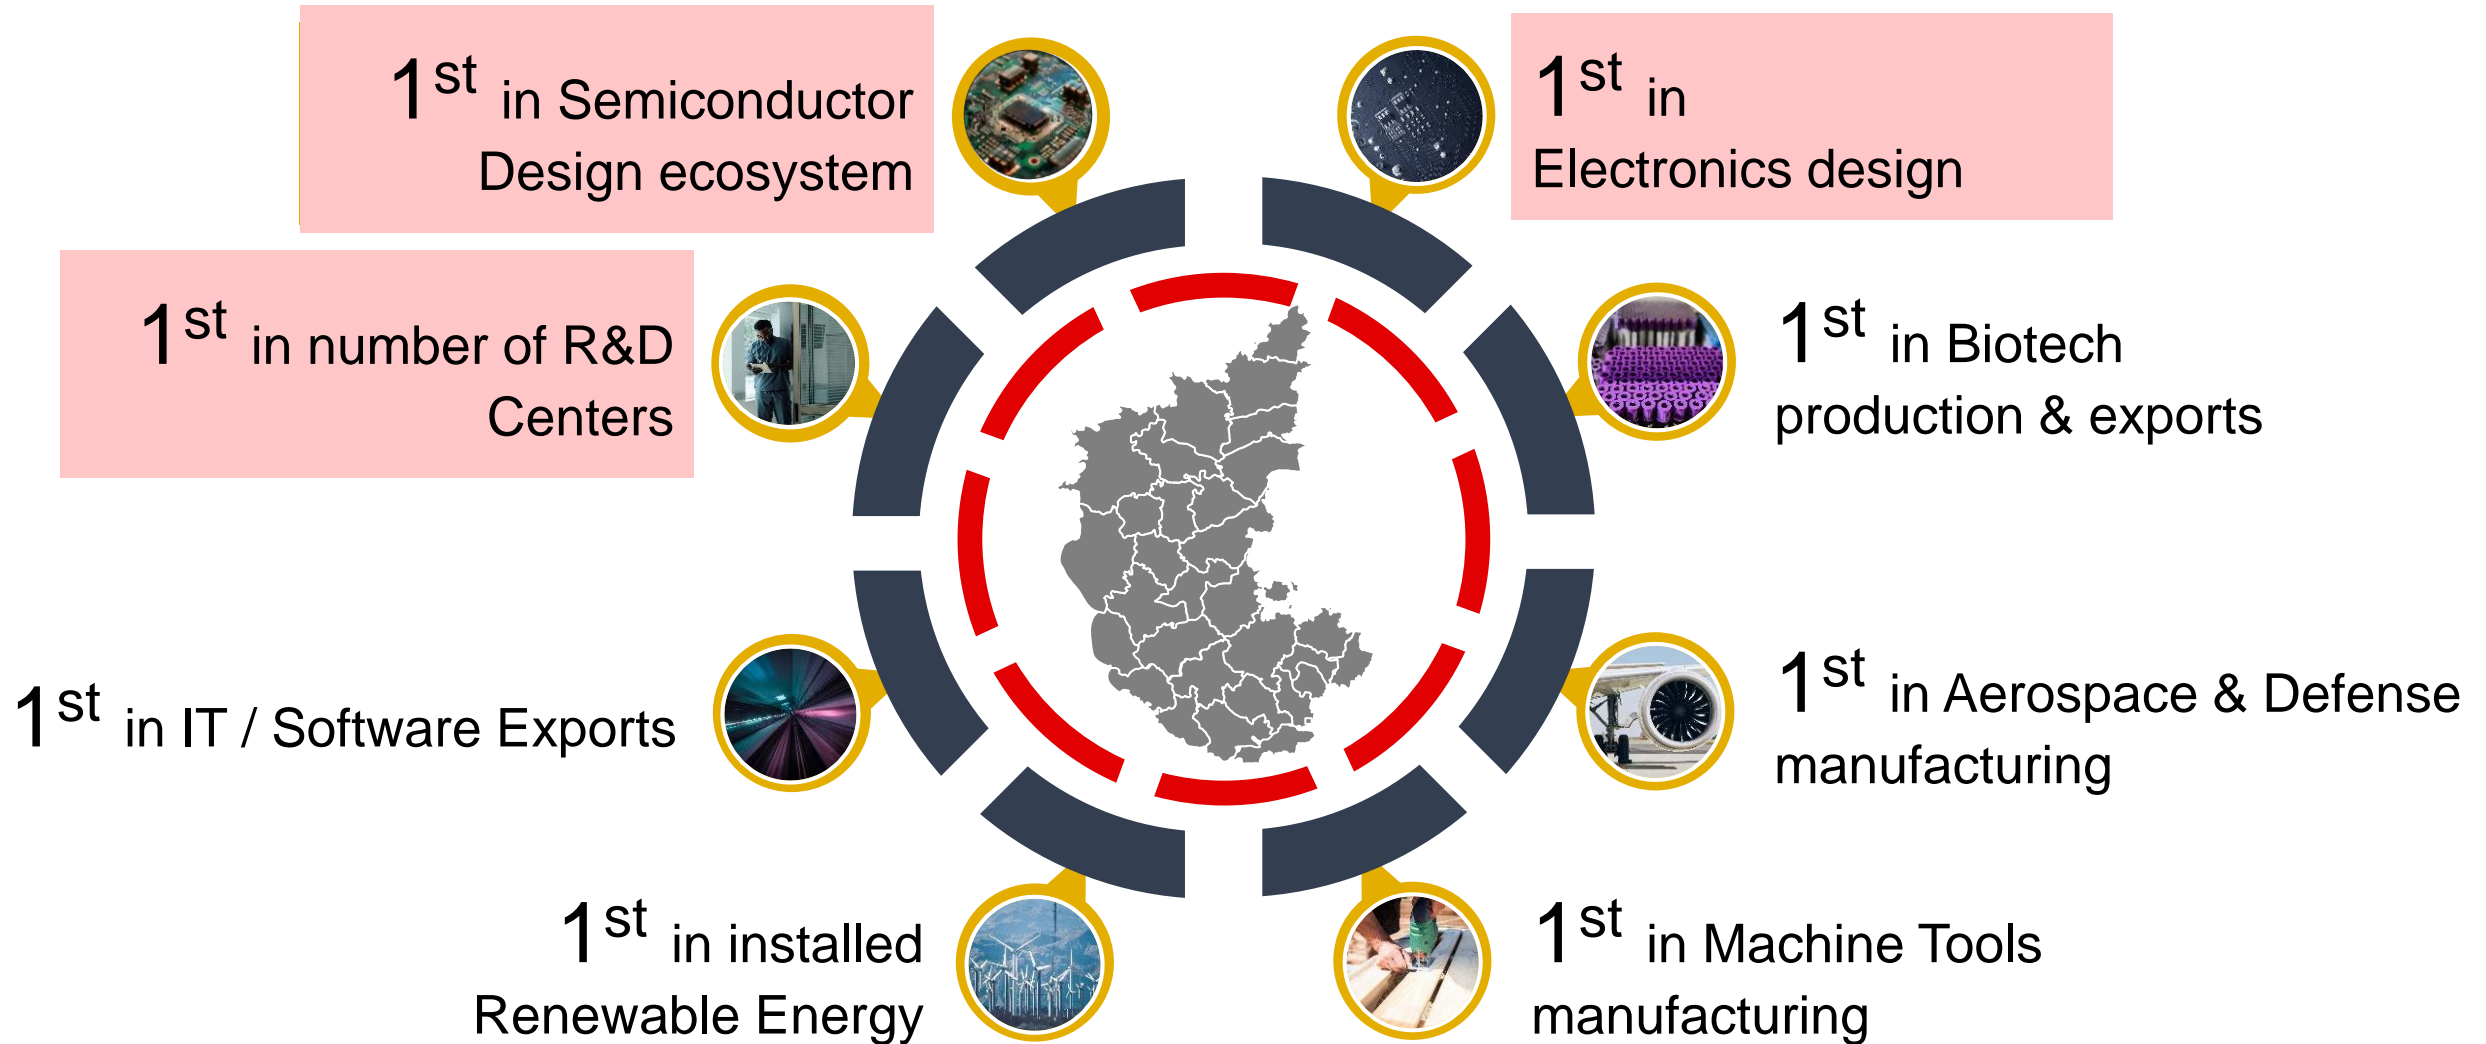 1st in Semiconductor
Design ecosystem
1st in
Electronics design
1st in number of R&D
Centers
1st in Biotech
production & exports
1st in IT / Software Exports
1st in Aerospace & Defense
manufacturing
1st in installed
Renewable Energy
1st in Machine Tools
manufacturing